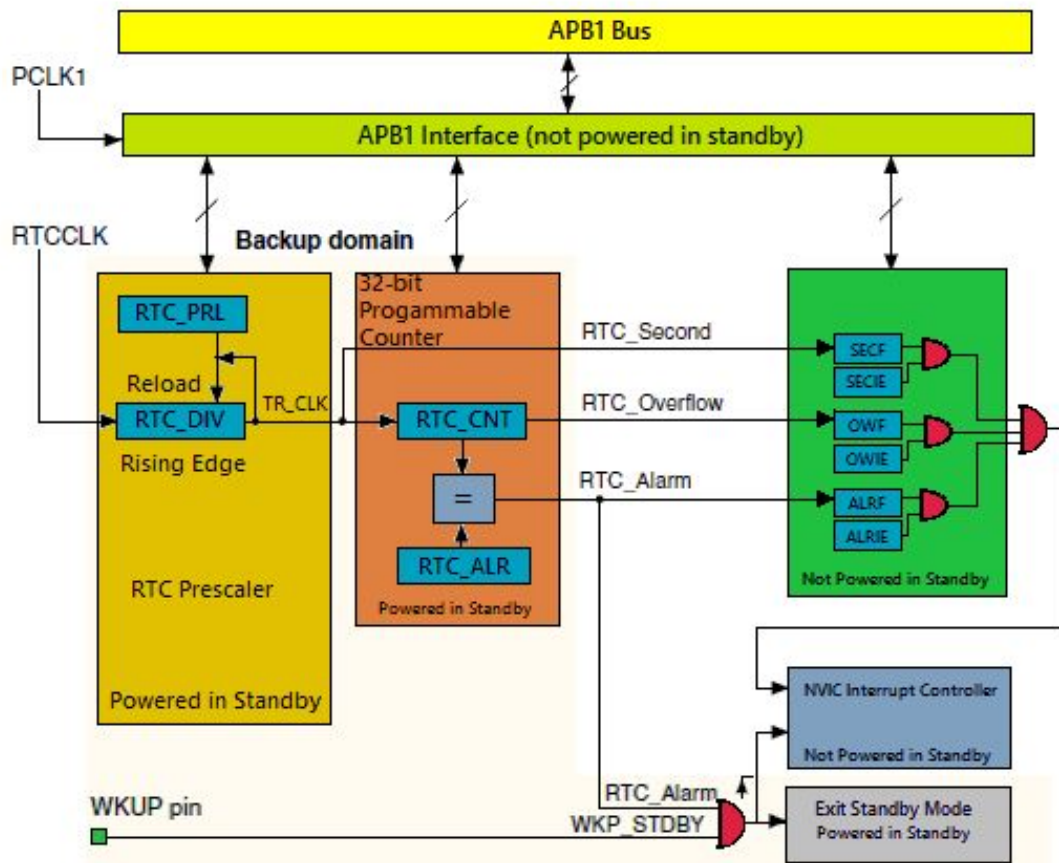 APB1 Bus
PCLK1
APB1 Interface (not powered in standby)
RTCCLK
Backup domain
32-bit
Progammable
Counter
RTC_PRL
RTC_Second
SECF
SECIE
Reload
TR_CLK
RTC_DIV
RTC_CNT
RTC_Overflow
OWF
OWIE
Rising Edge
=
RTC_Alarm
ALRF
ALRIE
RTC_ALR
RTC Prescaler
Powered in Standby
Not Powered in Standby
Powered in Standby
NVIC Interrupt Controller
Not Powered in Standby
WKUP pin
RTC_Alarm
WKP_STDBY
Exit Standby Mode
Powered in Standby